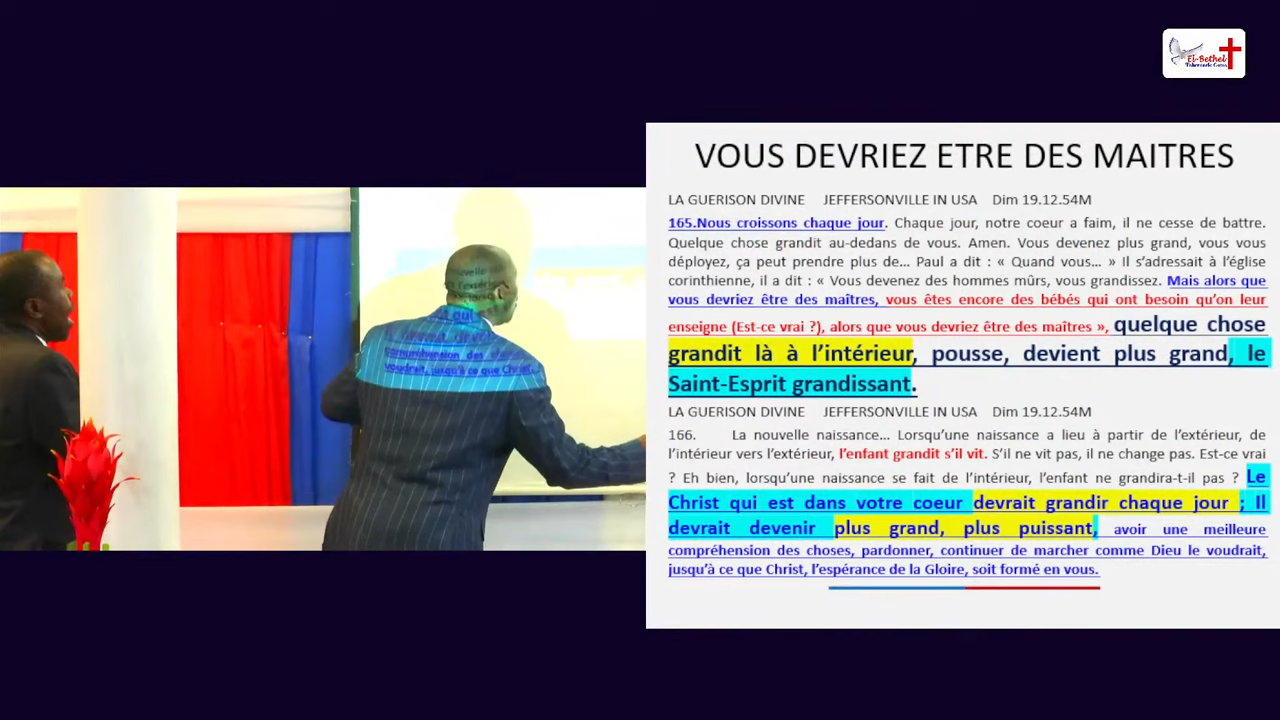 El-Bethel
VOUS DEVRIEZ ETRE DES MAITRES
LA GUERISON DIVINE JEFFERSONVILLE IN USA Dim 19.12.54M
165.Nous croissons chaque jour. Chaque jour, notre coeur a faim, il ne cesse de battre.
Quelque chose grandit au-dedans de vous. Amen. Vous devenez plus grand, vous vous
déployez, ça peut prendre plus de... Paul a dit : « Quand vous... » Il s'adressait à l'église
corinthienne, il a dit : « Vous devenez des hommes mûrs, vous grandissez. Mais alors que
vous devriez être des maîtres, vous êtes encore des bébés qui ont besoin qu'on leur
enseigne (Est-ce vrai ?), alors que vous devriez être des maîtres », quelque chose
grandit là à l'intérieur, pousse, devient plus grand, le
Saint-Esprit grandissant.
LA GUERISON DIVINE JEFFERSONVILLE IN USA Dim 19.12.54M
166. La nouvelle naissance... Lorsqu'une naissance a lieu à partir de l'extérieur, de
l'intérieur vers l'extérieur, l'enfant grandit s'il vit. S'il ne vit pas, il ne change pas. Est-ce vrai
? Eh bien, lorsqu'une naissance se fait de l'intérieur, l'enfant ne grandira-t-il pas ? Le
Christ qui est dans votre coeur devrait grandir chaque jour ; Il
devrait devenir plus grand, plus puissant, avoir une meilleure
compréhension des choses, pardonner, continuer de marcher comme Dieu le voudrait,
jusqu'à ce que Christ, l'espérance de la Gloire, soit formé en vous.
compréhension des
voudrait, jusqu'à ce que Christ,